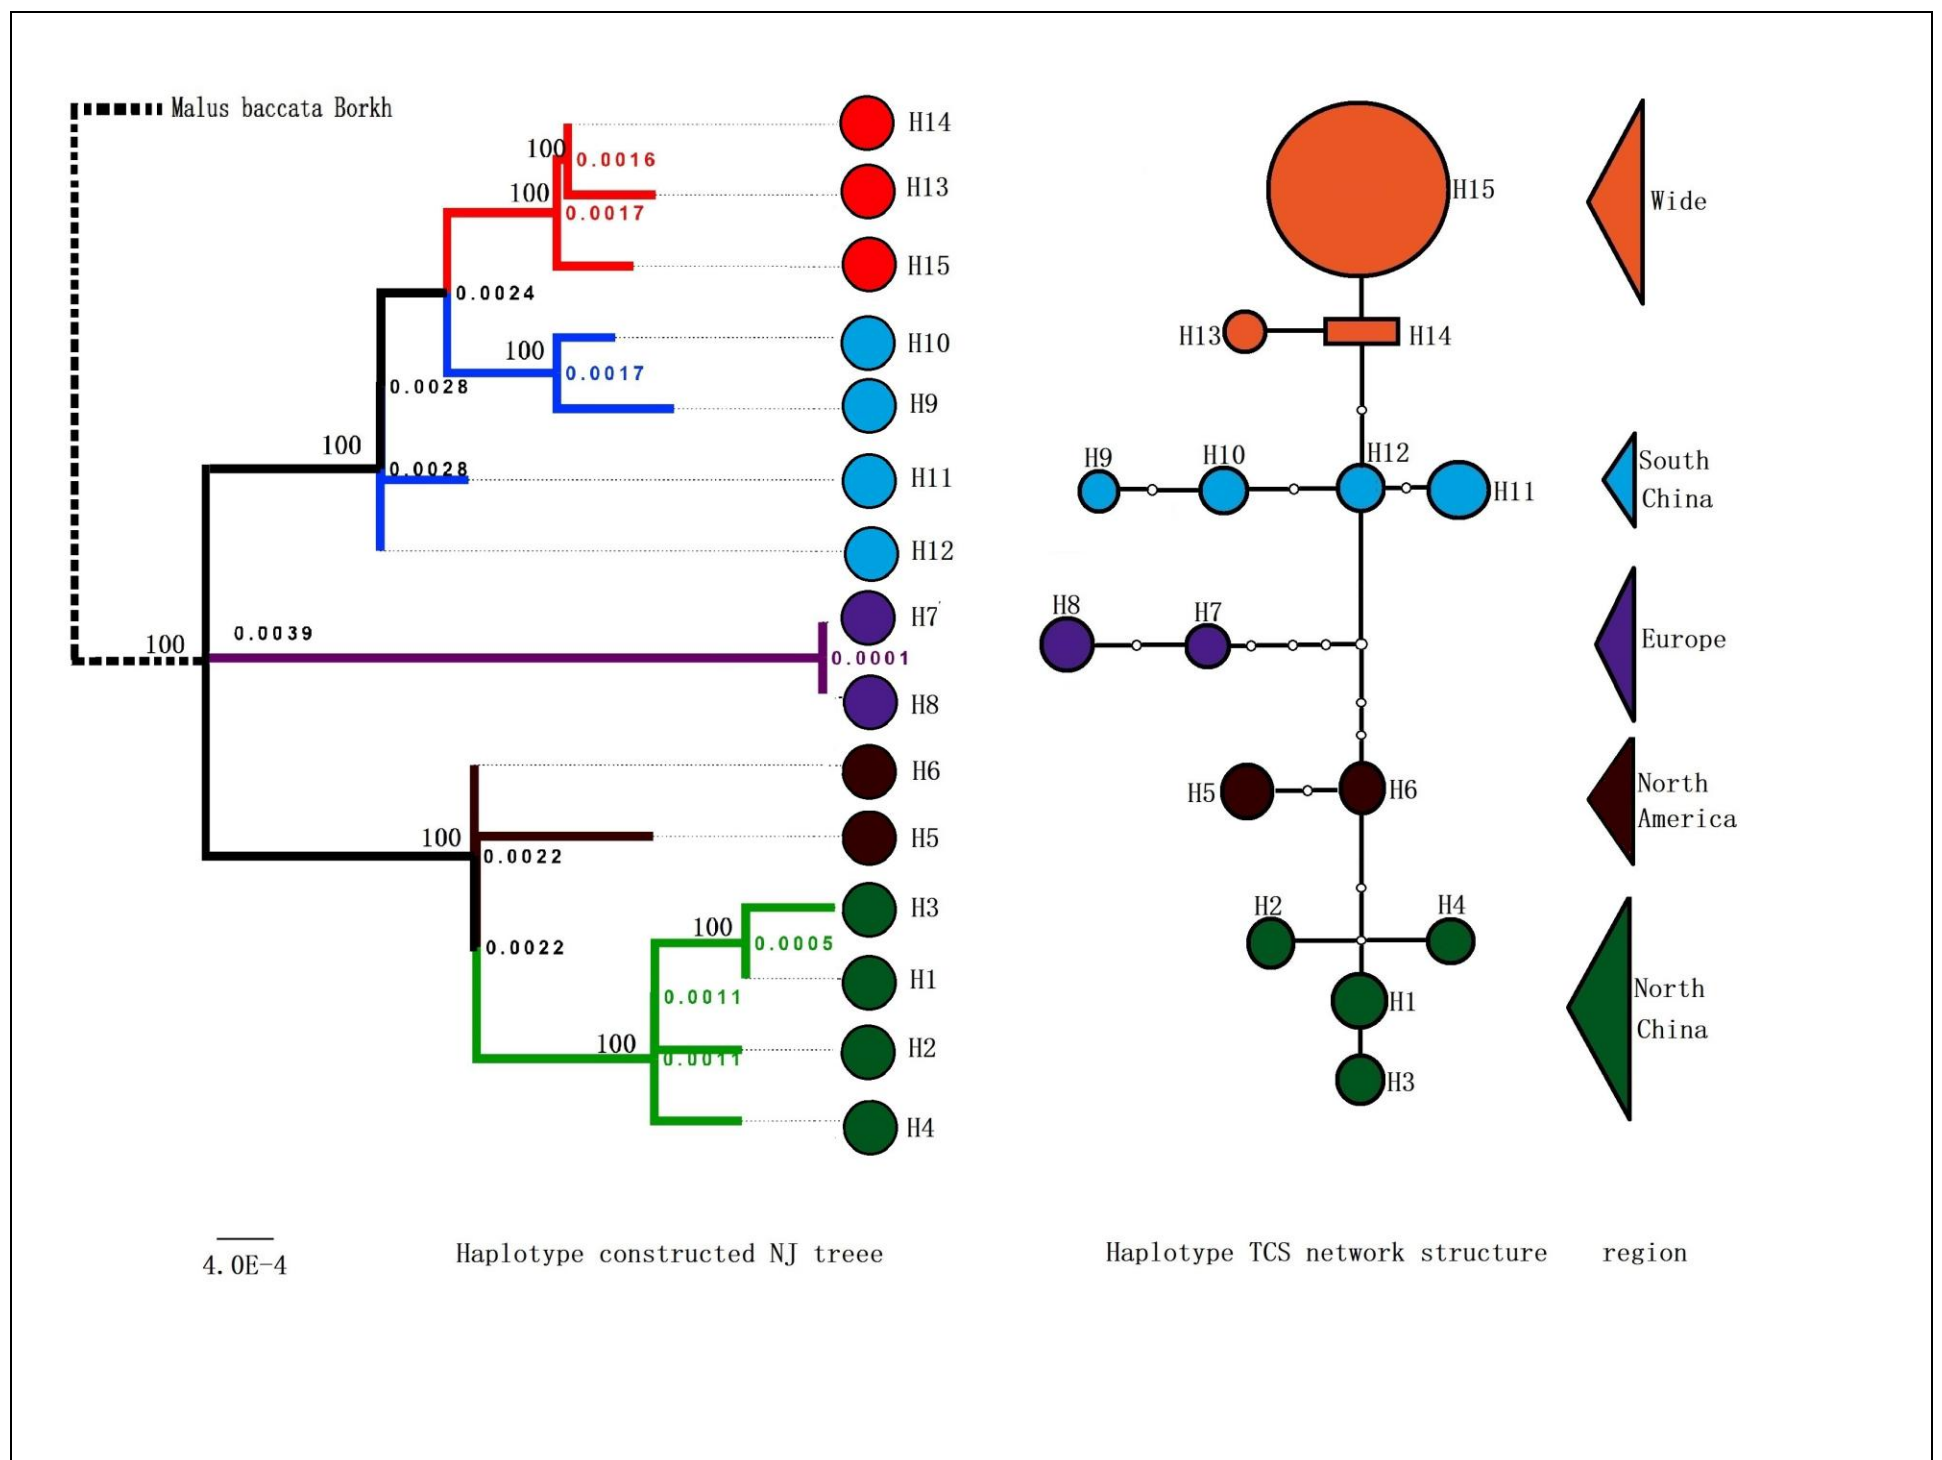 Malus baccata Borkh
H14
100
0.0016
H13
100
0.0017
H15
0.0024
H10
100
0.0017
H9
0.0028
100
0.0028
H11
H12
H7
0.0039
100
0.0001
H8
H6
100
H5
0.0022
H3
100
0.0005
0.0022
H1
0.0011
100
H2
0.0011
H4
4.0E-4
Haplotype constructed NJ treee
H15
H13
H14
H9
H10
H12
H11
H8
H7
H5
H6
H2
H4
H1
H3
Haplotype TCS network structure
Wide
South
China
Europe
North
America
North
China
region